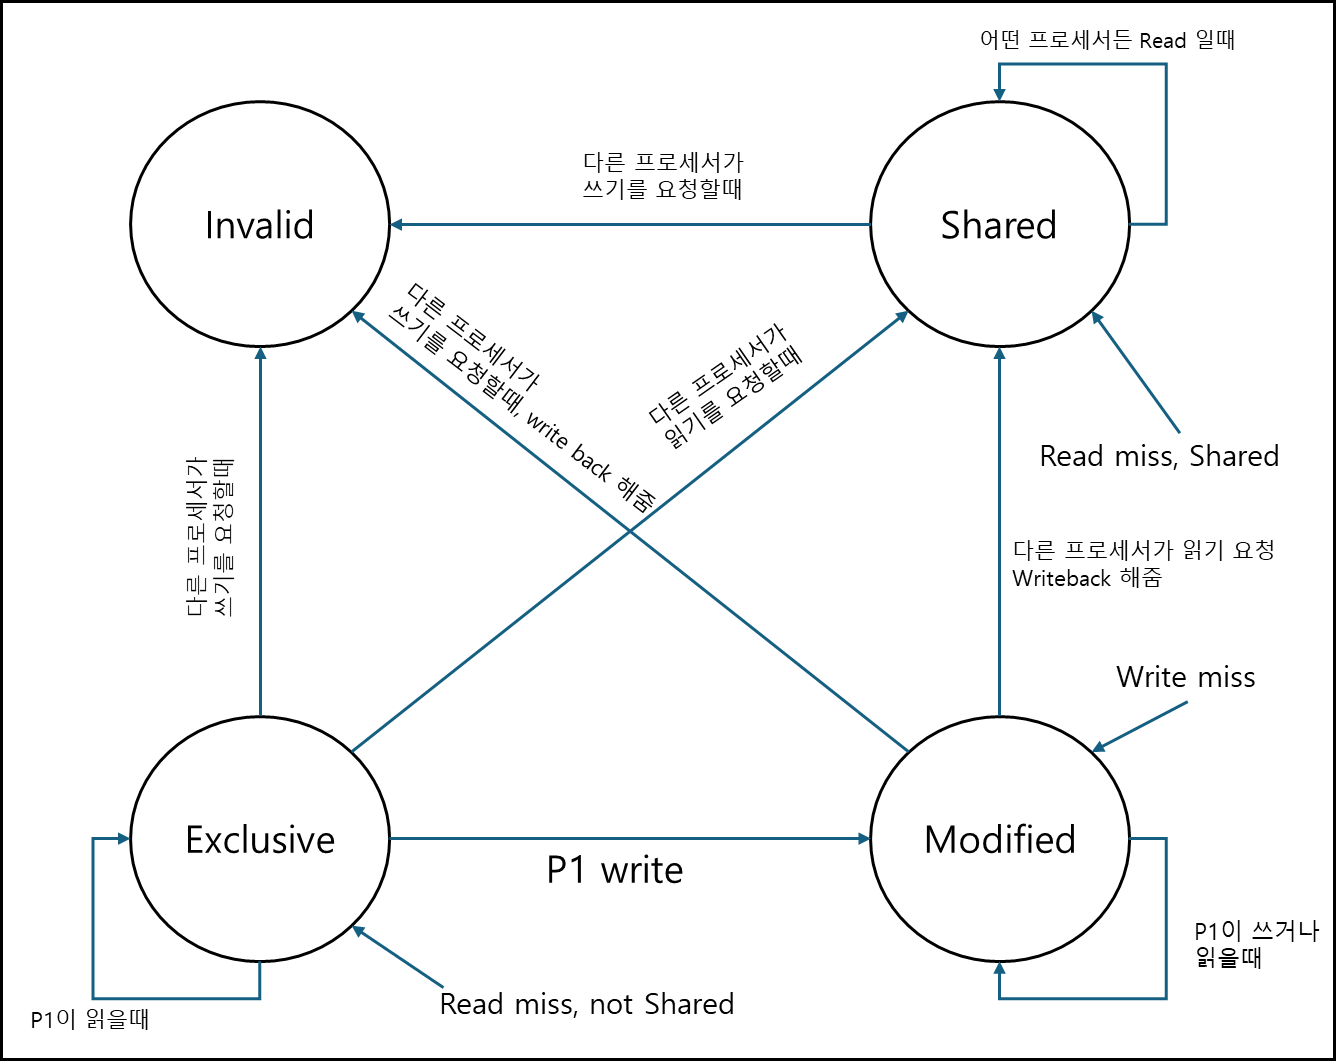 어떤 프로세서든 Read 일때
다른 프로세서가
쓰기를 요청할때
Invalid
Shared
다른 프로세서가
쓰기를 요청할때, write back 해줌
다른 프로세서가
읽기를 요청할때
Read miss, Shared
다른 프로세서가
쓰기를 요청할때
다른 프로세서가 읽기 요청
Writeback 해줌
Write miss
Exclusive
P1 write
Modified
P1이 쓰거나
읽을때
Read miss, not Shared
P1이 읽을때